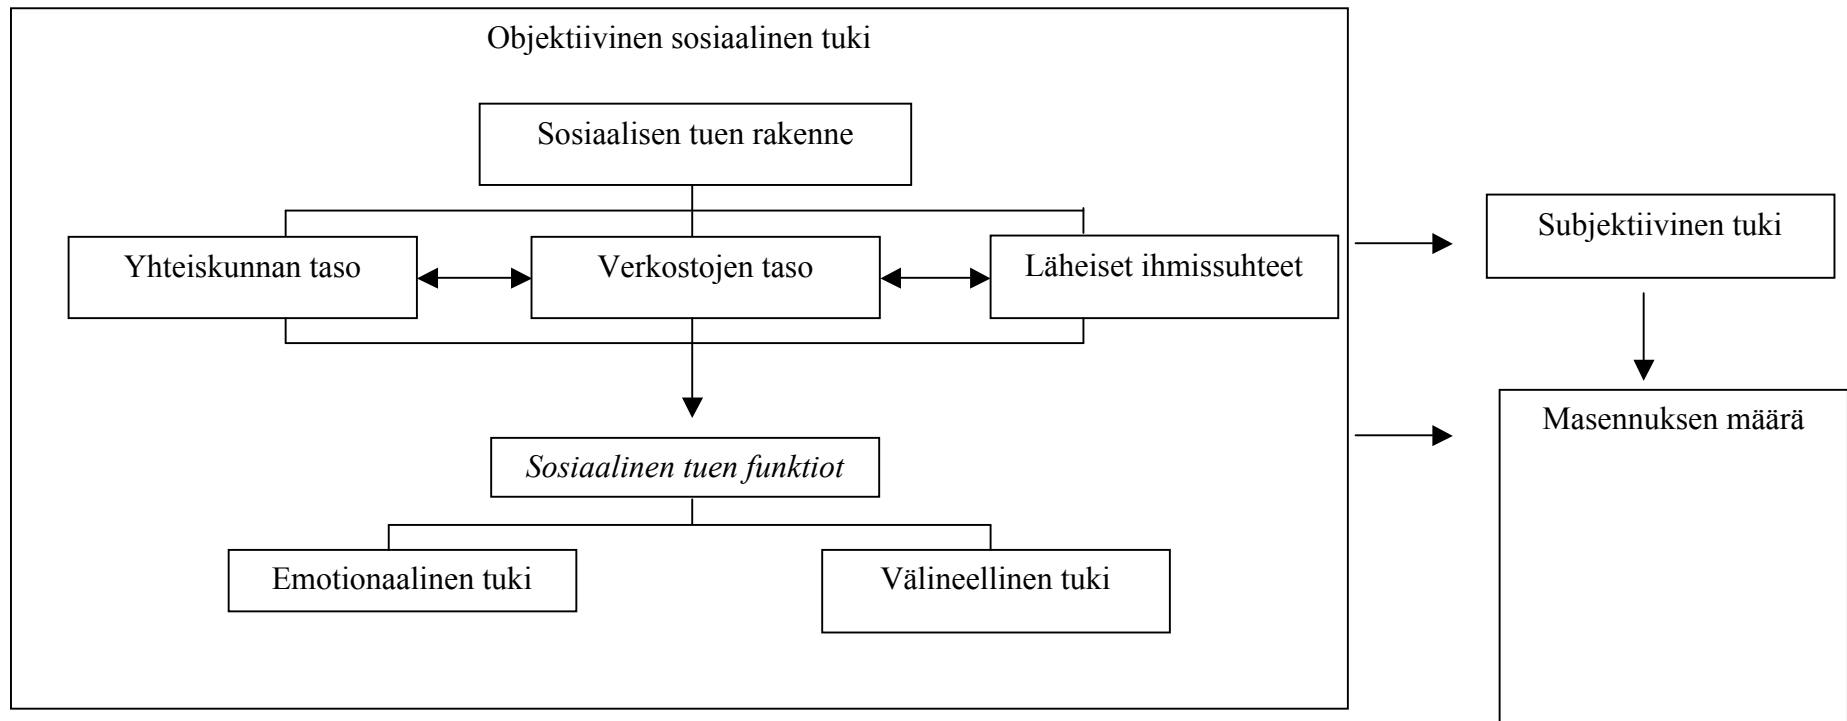 Objektiivinen sosiaalinen tuki
Sosiaalisen tuen rakenne
Yhteiskunnan taso
Verkostojen taso
Läheiset ihmissuhteet
Sosiaalinen tuen funktiot
Emotionaalinen tuki
Välineellinen tuki
Subjektiivinen tuki
Masennuksen määrä